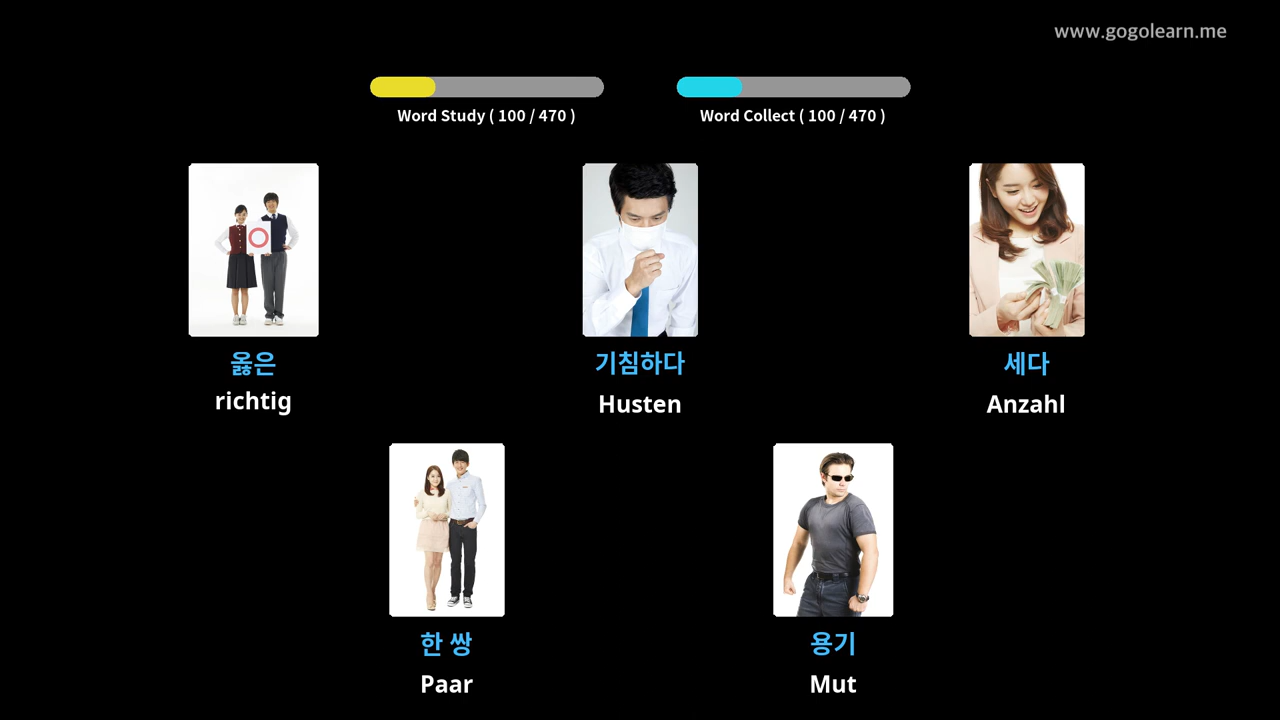 www.gogolearn.me
Word Study ( 100 / 470 )
Word Collect ( 100 / 470 )
옳은
richtig
기침하다
Husten
세다
Anzahl
한 쌍
Paar
용기
Mut